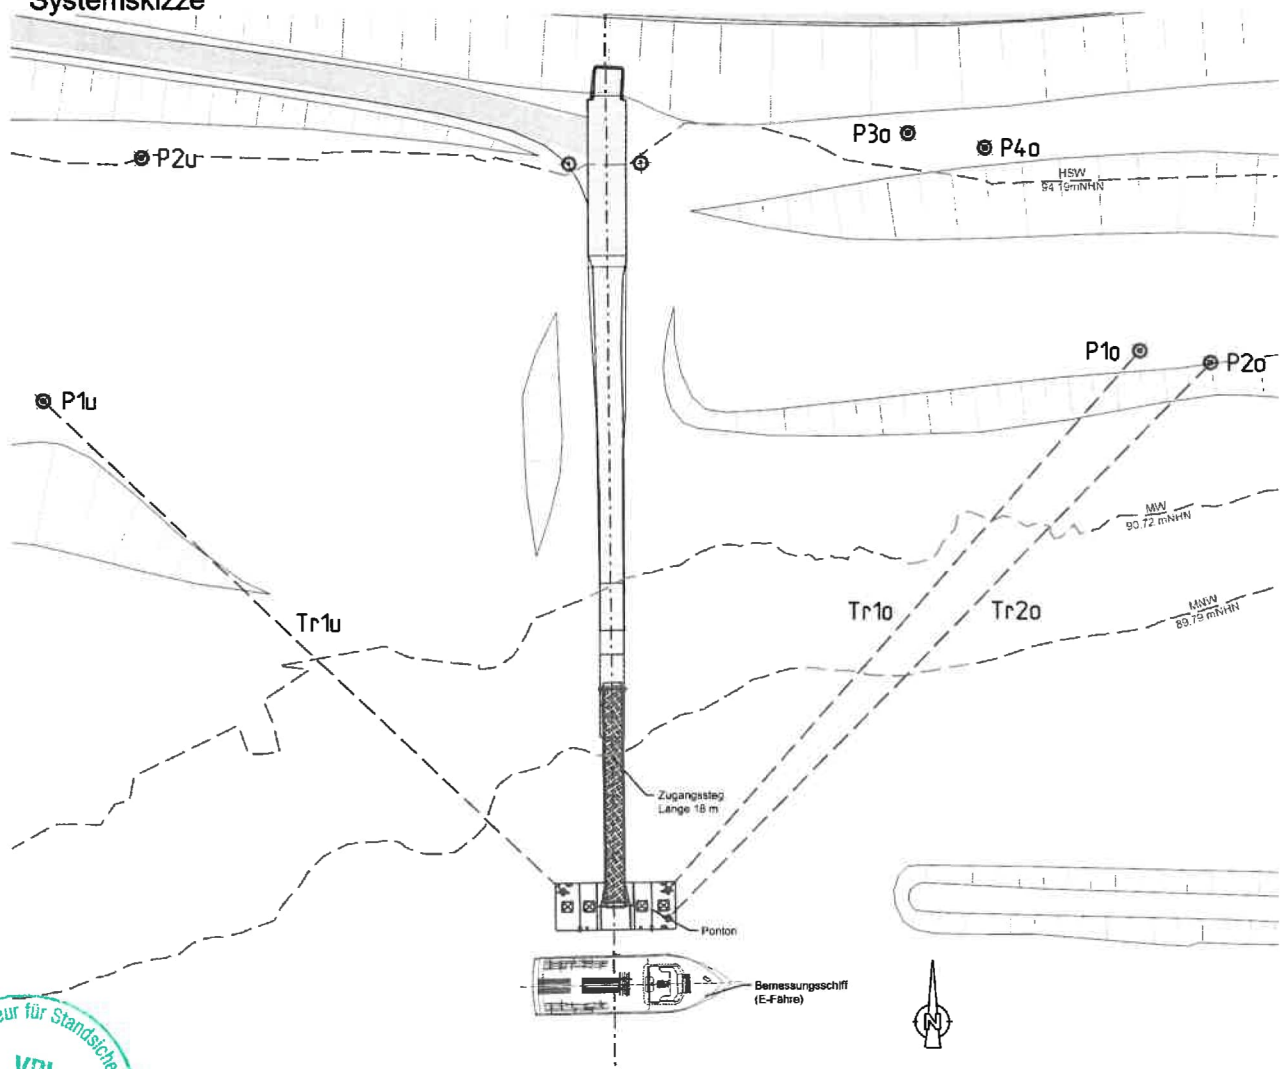 Systemskizze
P3o
P4o
P2u
HSW
94.19mNHN
P1o
P2o
P1u
MW
90.72 mNHN
MNW
89.79 mNHN
Tr1u
Tr1o
Tr2o
Zugangssteg
Länge 18 m
Ponton
Bemessungsschiff
(E-Fähre)
N
eur für Standsiche